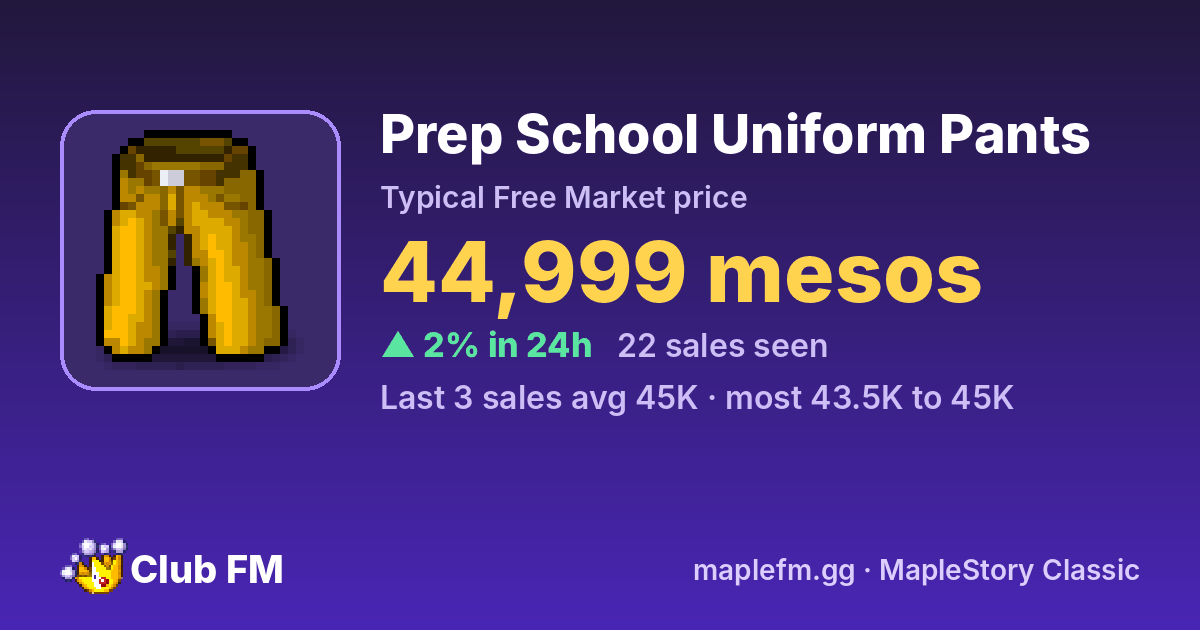 Prep School Uniform Pants
Typical Free Market price
44,999 mesos
▲ 2% in 24h 22 sales seen
Last 3 sales avg 45K · most 43.5K to 45K
Club FM
maplefm.gg · MapleStory Classic